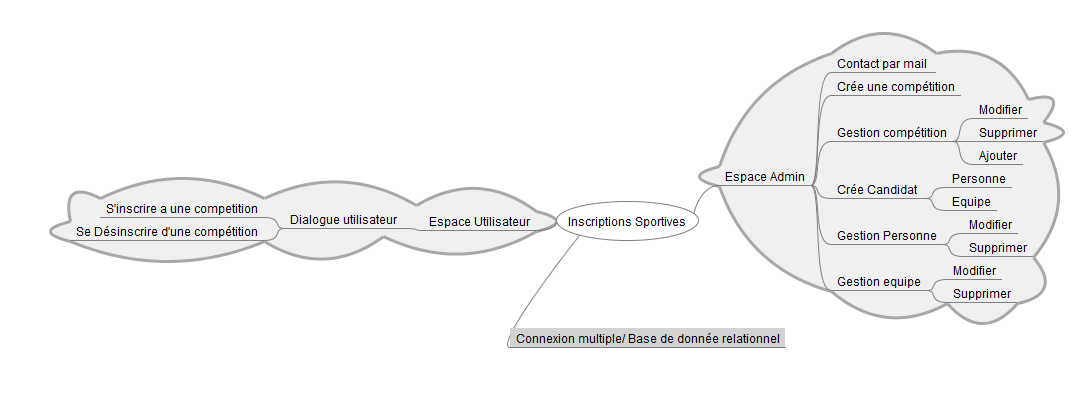 Contact par mail
Crée une compétition
Modifier
Gestion compétition
Supprimer
Ajouter
Espace Admin
Crée Candidat
Personne
Equipe
Gestion Personne
Modifier
Supprimer
Gestion equipe
Modifier
Supprimer
S'inscrire a une competition
Se Désinscrire d'une compétition
Dialogue utilisateur
Espace Utilisateur
Inscriptions Sportives
Connexion multiple/ Base de donnée relationnel